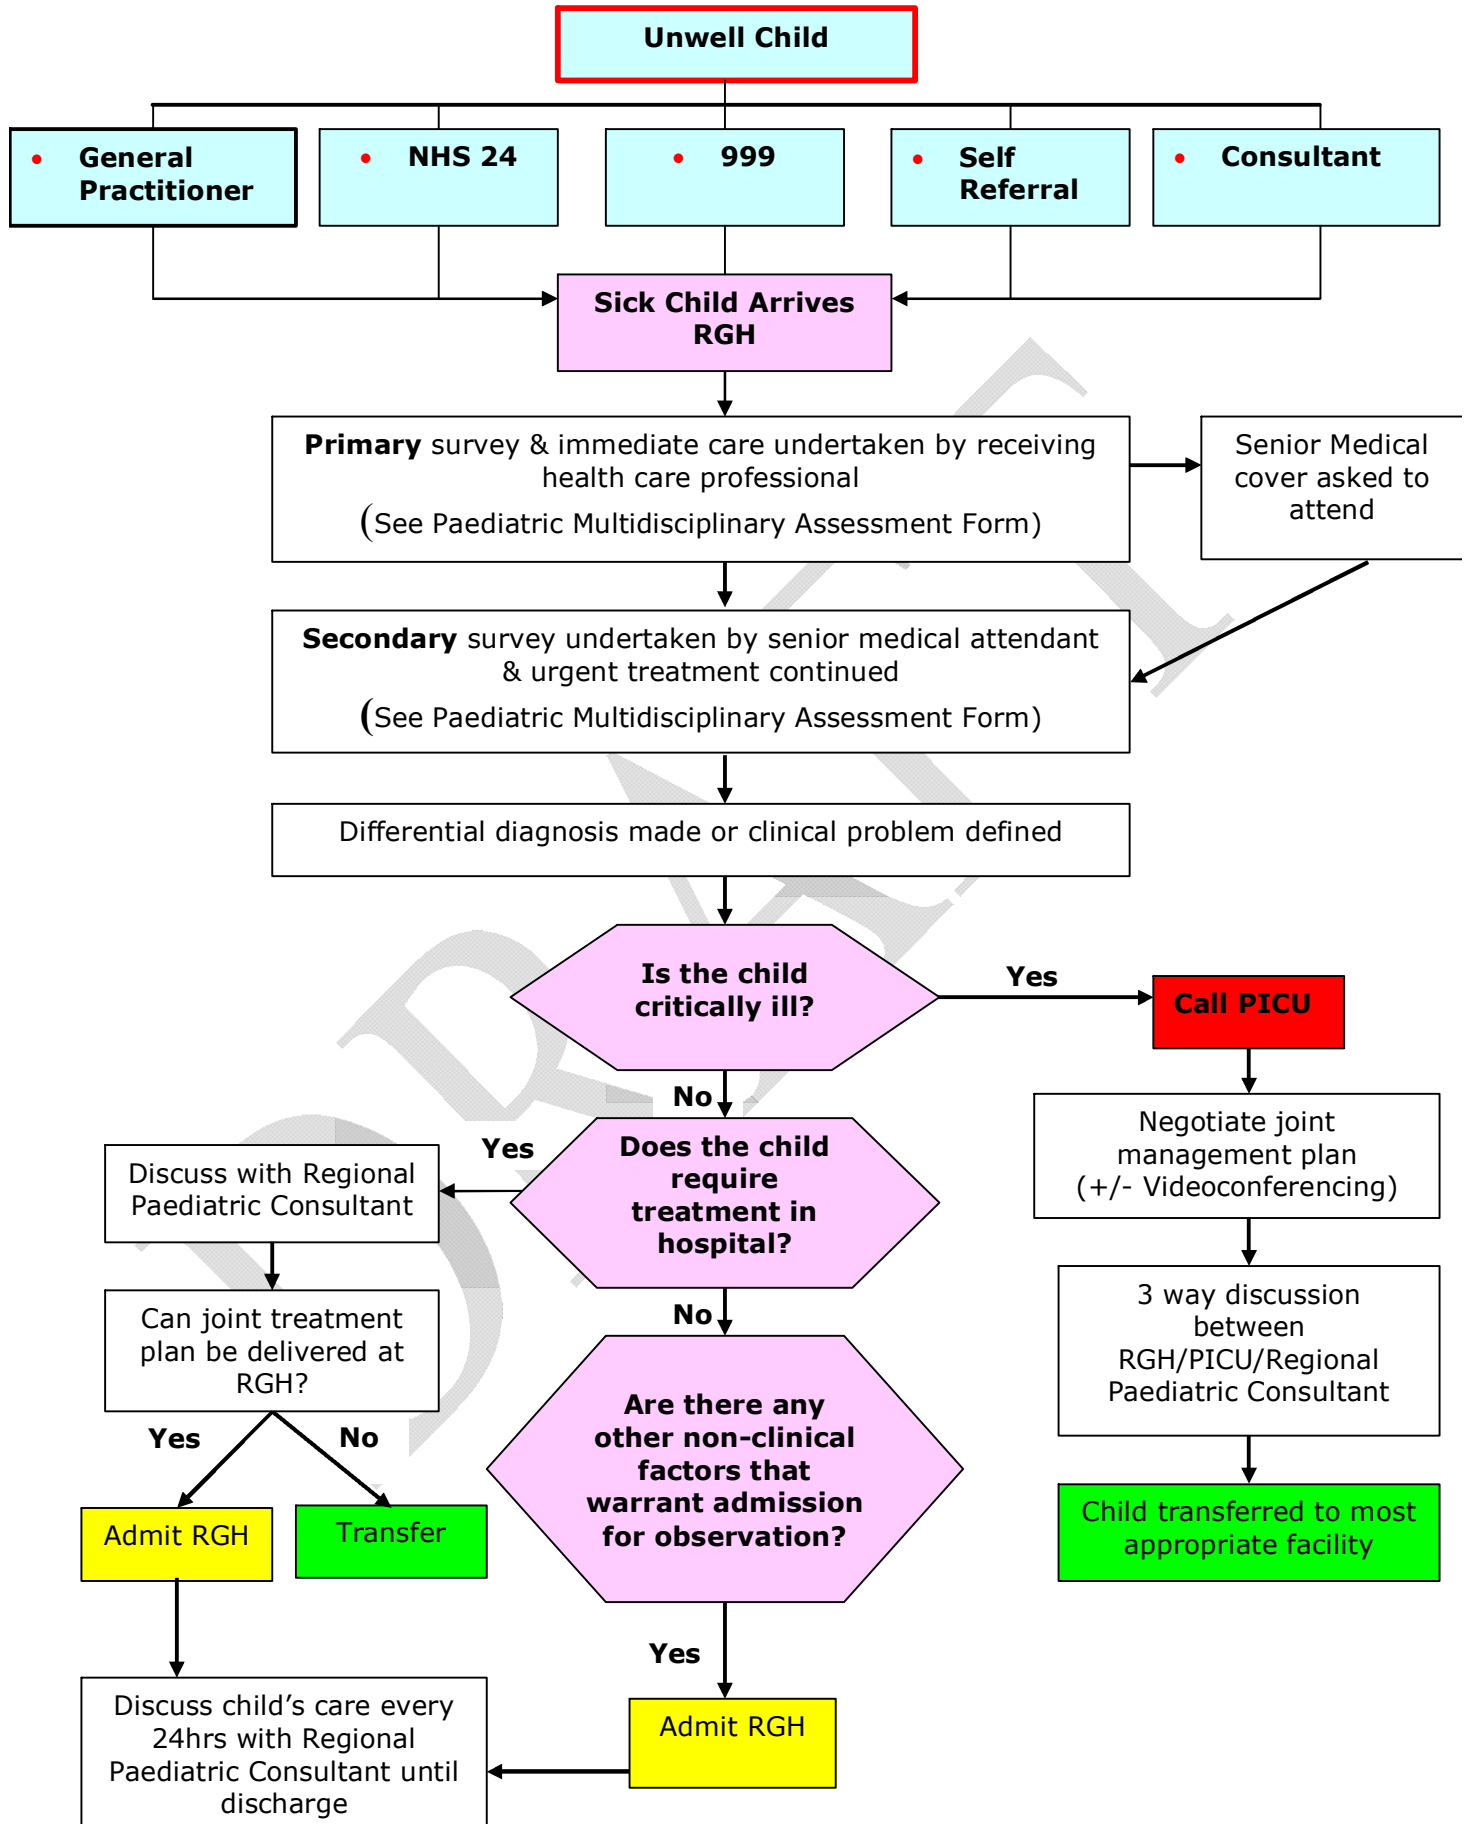 Unwell Child
• General
Practitioner
• NHS 24
• 999
• Self
Referral
• Consultant
Sick Child Arrives
RGH
Primary survey & immediate care undertaken by receiving
health care professional
(See Paediatric Multidisciplinary Assessment Form)
Senior Medical
cover asked to
attend
Secondary survey undertaken by senior medical attendant
& urgent treatment continued
(See Paediatric Multidisciplinary Assessment Form)
Differential diagnosis made or clinical problem defined
Is the child
critically ill?
Yes
Call PICU
No
Negotiate joint
management plan
(+/- Videoconferencing)
Does the child
require
treatment in
hospital?
Yes
Discuss with Regional
Paediatric Consultant
3 way discussion
between
RGH/PICU/Regional
Paediatric Consultant
Can joint treatment
plan be delivered at
RGH?
No
Are there any
other non-clinical
factors that
warrant admission
for observation?
Yes
No
Admit RGH
Transfer
Child transferred to most
appropriate facility
Yes
Discuss child’s care every
24hrs with Regional
Paediatric Consultant until
discharge
Admit RGH
DRAFT